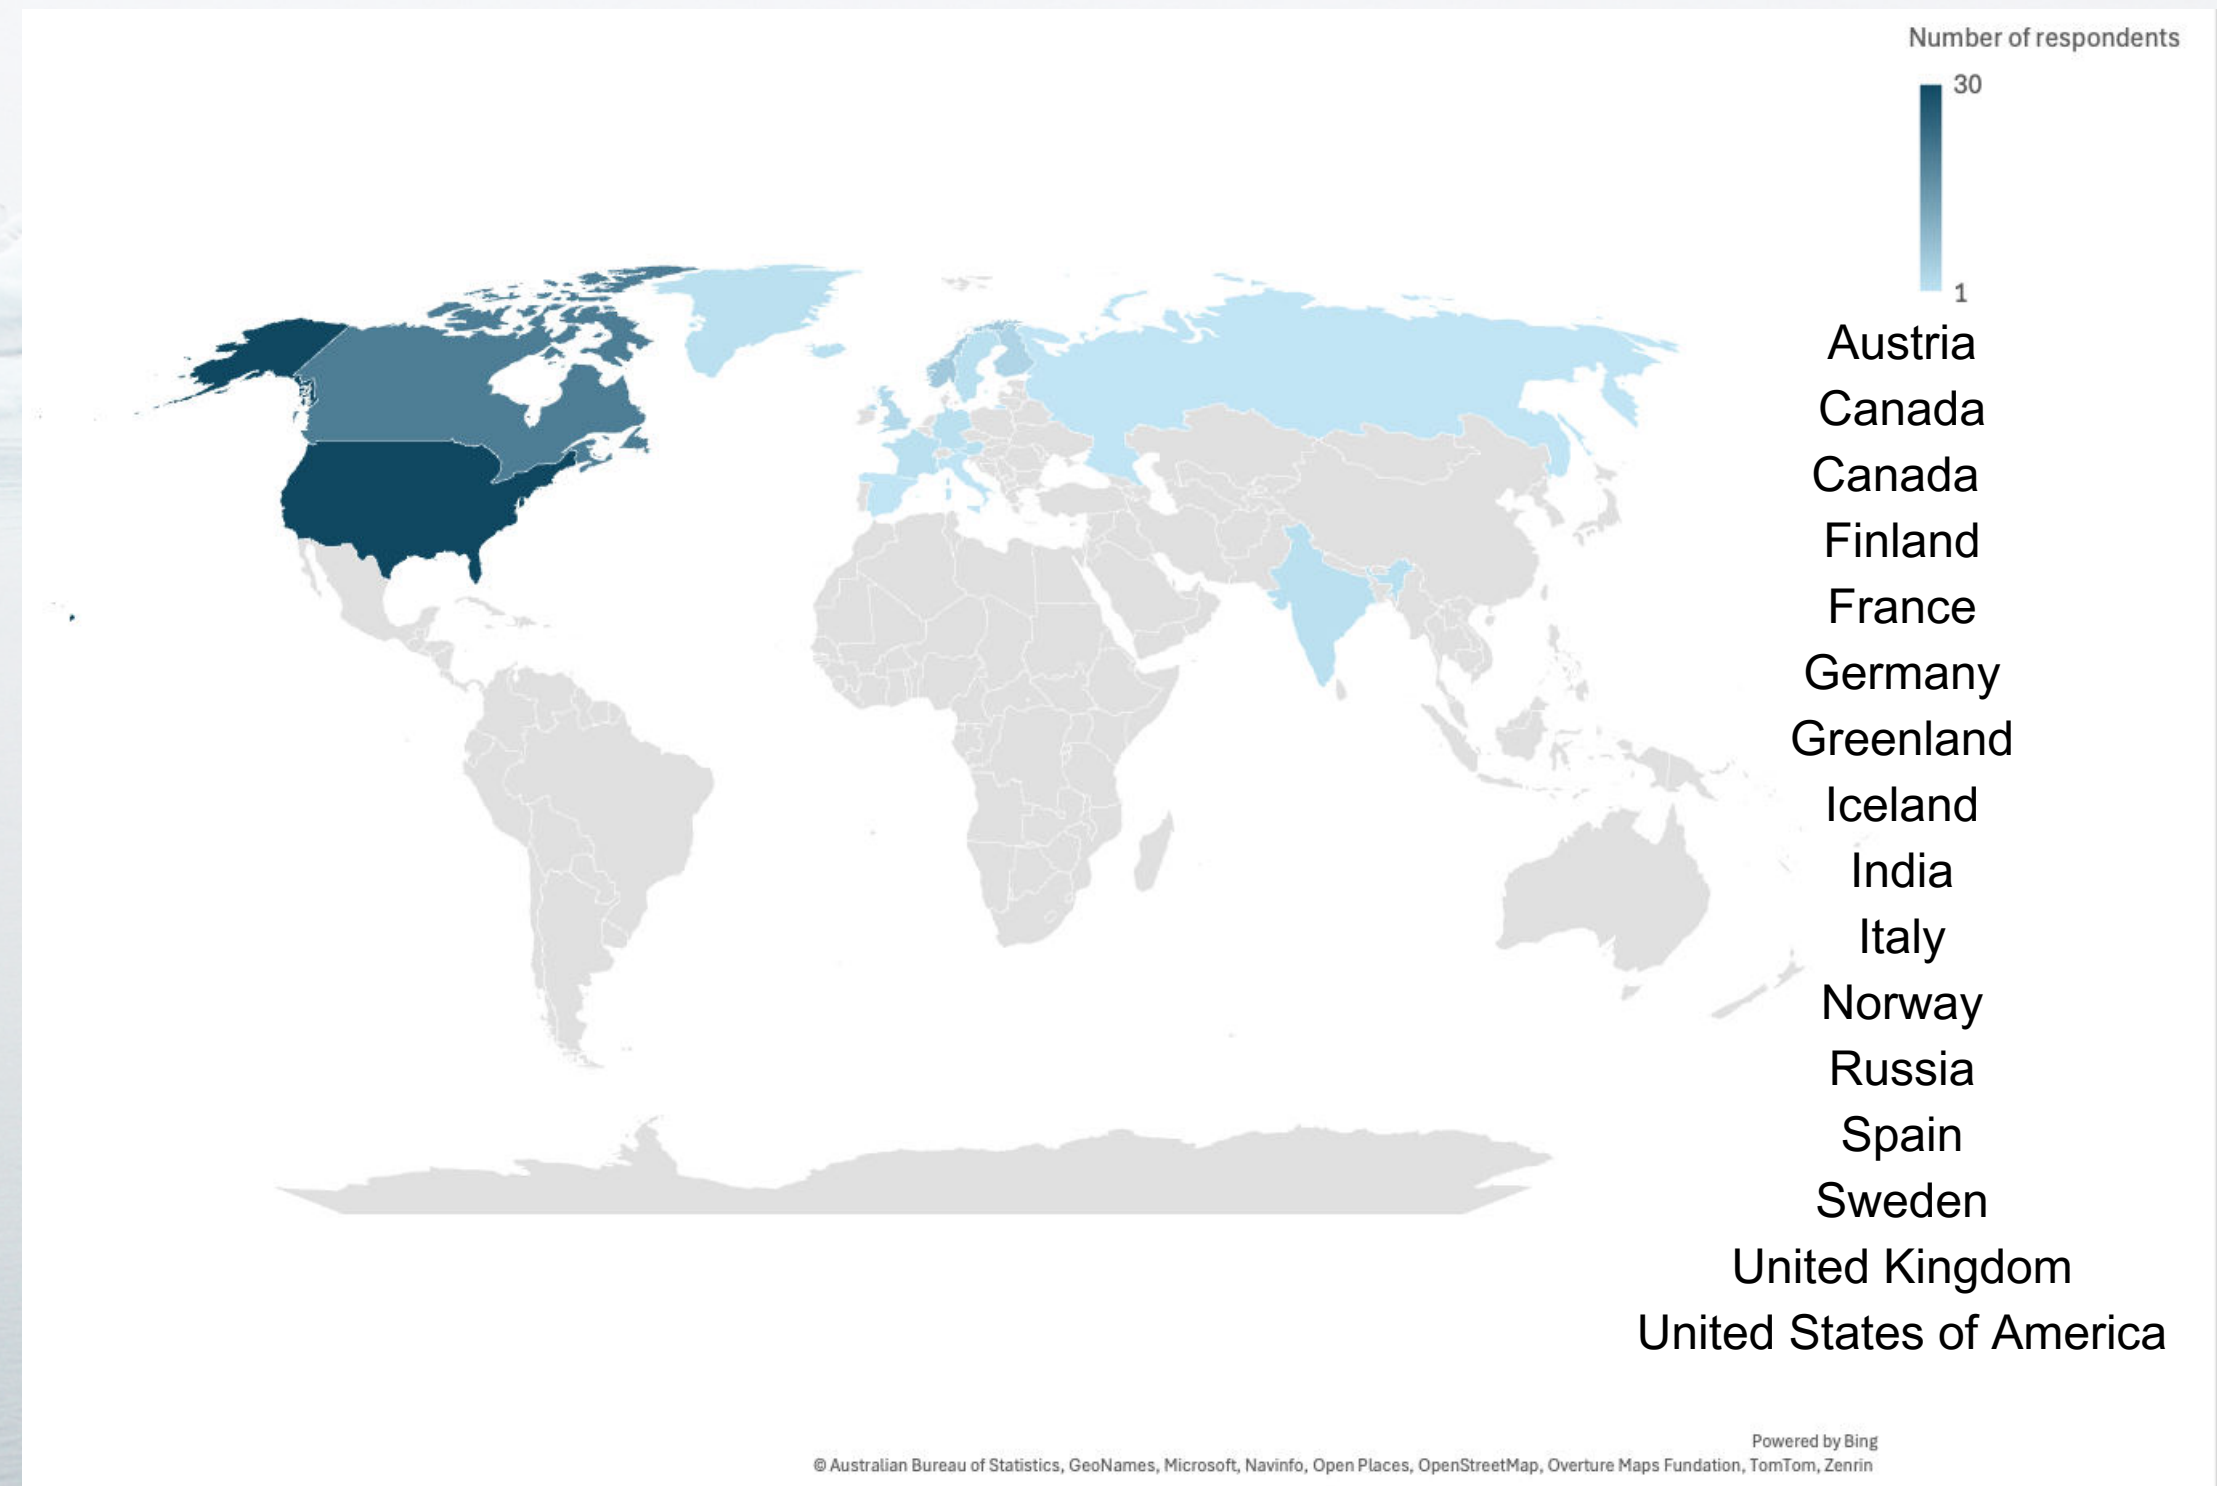 Number of respondents
30
1
Austria
Canada
Canada
Finland
France
Germany
Greenland
Iceland
India
Italy
Norway
Russia
Spain
Sweden
United Kingdom
United States of America
Powered by Bing
© Australian Bureau of Statistics, GeoNames, Microsoft, Navinfo, Open Places, OpenStreetMap, Overture Maps Fundation, TomTom, Zenrin